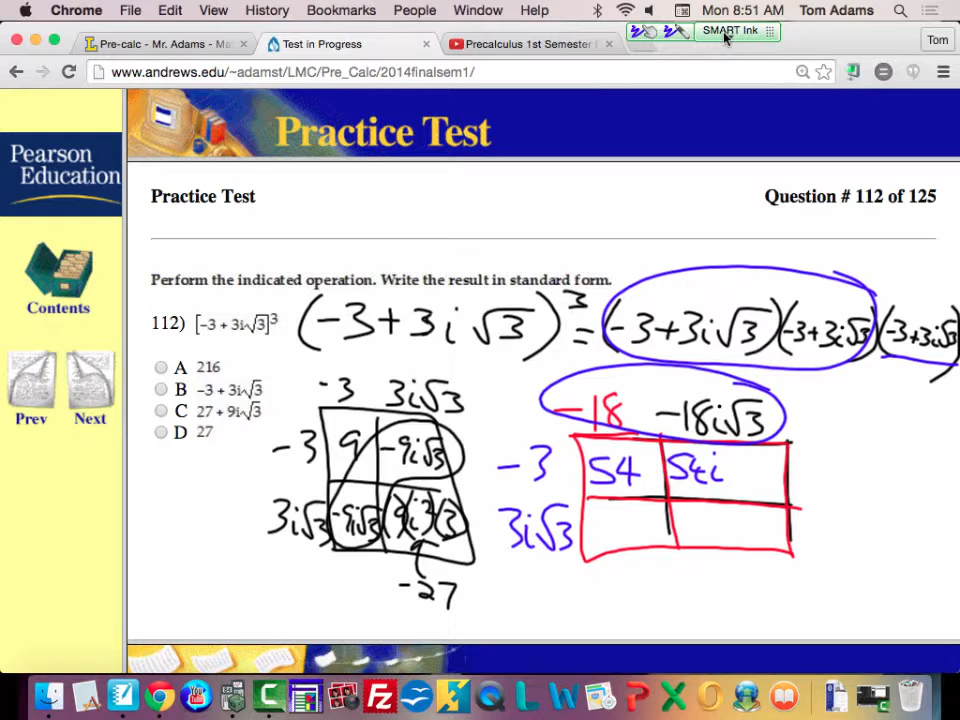 Chrome File Edit View History Bookmarks People Window Help Mon 8:51 AM Tom Adams
Pre-calc - Mr. Adams - Mi × Test in Progress × Precalculus 1st Semester × SMART Ink Tom
www.andrews.edu/~adamst/LMC/Pre_Calc/2014finalsem1/
Pearson Education
Practice Test
Contents
Prev Next
Practice Test Question # 112 of 125
Perform the indicated operation. Write the result in standard form.
112) [-3 + 3i√3]3 (-3+3i√3)3 = (-3+3i√3)(-3+3i√3)(-3+3i√3)
A 216
B -3 + 3i√3
C 27 + 9i√3
D 27
-3 3i√3
-3 9 -9i√3
3i√3 -9i√3 (9)(i2)(3)
-27
-18 -18i√3
-3 54 54i
3i√3